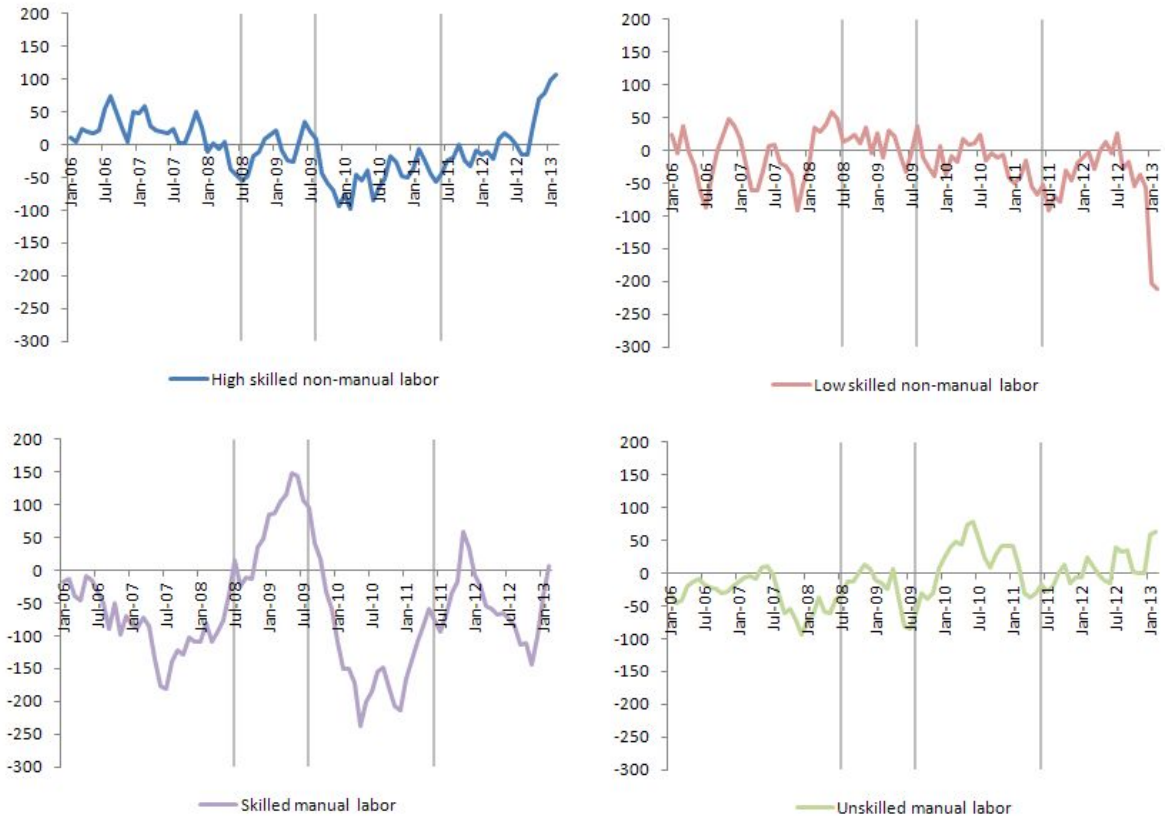 200
150
100
50
0
-50
-100
-150
-200
-250
-300
Jan-06
Jul-06
Jan-07
Jul-07
Jan-08
Jul-08
Jan-09
Jul-09
Jan-10
Jul-10
Jan-11
Jul-11
Jan-12
Jul-12
Jan-13
High skilled non-manual labor
200
150
100
50
0
-50
-100
-150
-200
-250
-300
Jan-06
Jul-06
Jan-07
Jul-07
Jan-08
Jul-08
Jan-09
Jul-09
Jan-10
Jul-10
Jan-11
Jul-11
Jan-12
Jul-12
Jan-13
Low skilled non-manual labor
200
150
100
50
0
-50
-100
-150
-200
-250
-300
Jan-06
Jul-06
Jan-07
Jul-07
Jan-08
Jul-08
Jan-09
Jul-09
Jan-10
Jul-10
Jan-11
Jul-11
Jan-12
Jul-12
Jan-13
Skilled manual labor
200
150
100
50
0
-50
-100
-150
-200
-250
-300
Jan-06
Jul-06
Jan-07
Jul-07
Jan-08
Jul-08
Jan-09
Jul-09
Jan-10
Jul-10
Jan-11
Jul-11
Jan-12
Jul-12
Jan-13
Unskilled manual labor